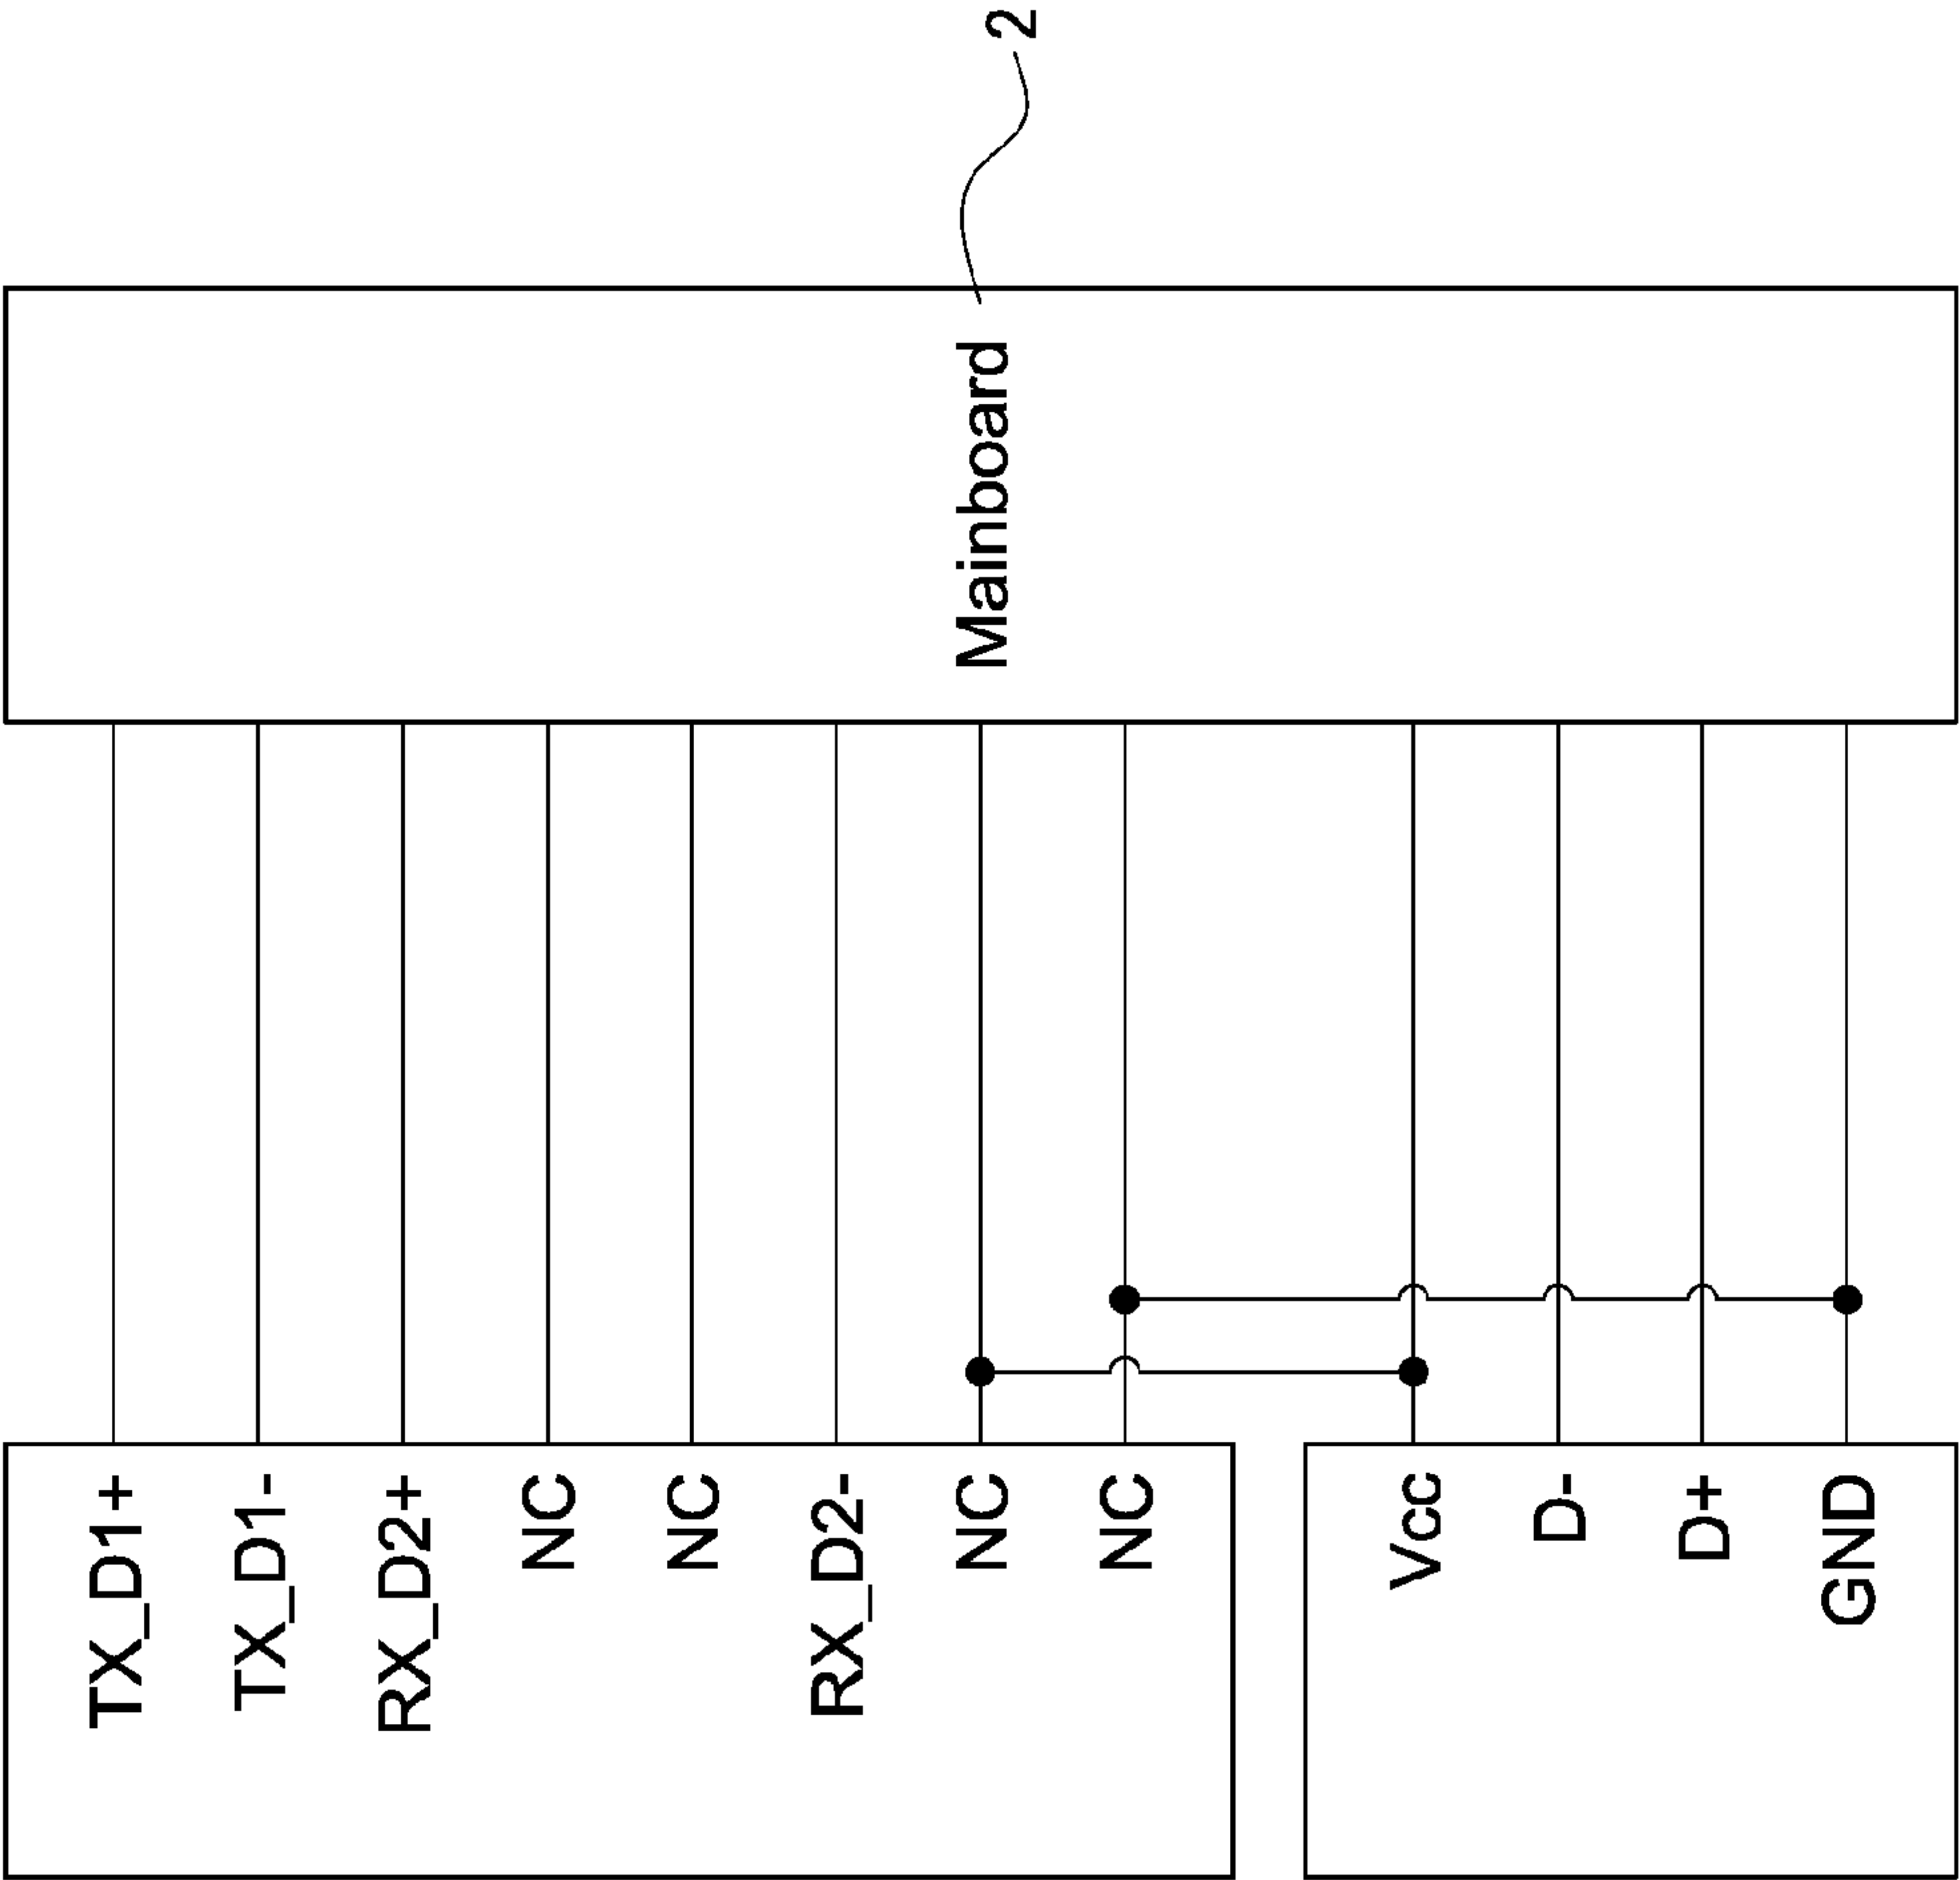 2
Mainboard
TX_D1+
TX_D1-
RX_D2+
NC
NC
RX_D2-
NC
NC
Vcc
D-
D+
GND